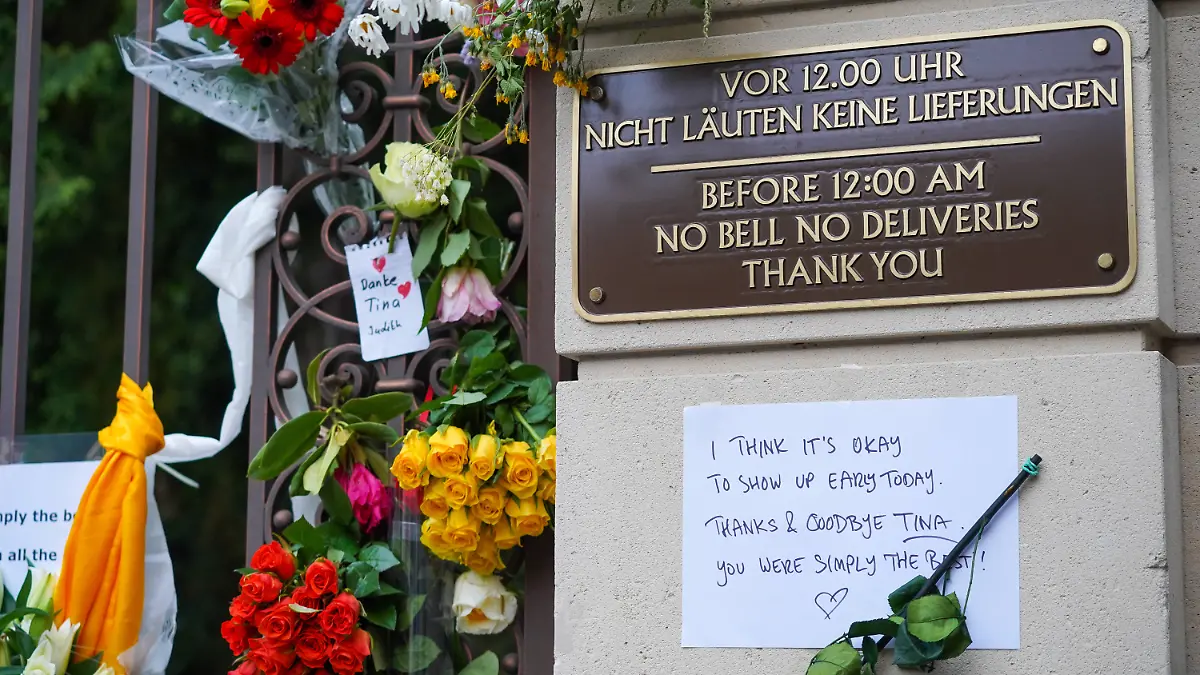 VOR 12.00 UHR
NICHT LÄUTEN KEINE LIEFERUNGEN
BEFORE 12:00 AM
NO BELL NO DELIVERIES
THANK YOU
Danke
Tina
Judith
I THINK IT'S OKAY
TO SHOW UP EARLY TODAY.
THANKS & GOODBYE TINA.
YOU WERE SIMPLY THE BEST!
mply the be
all the